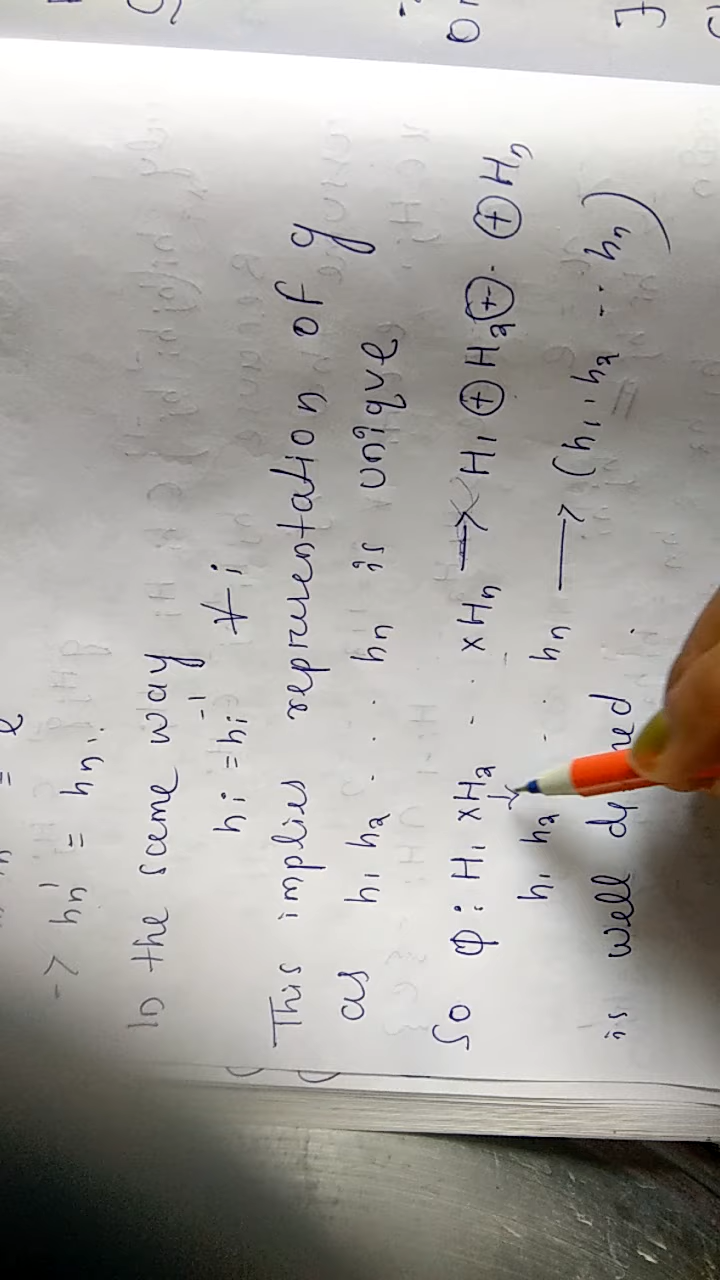 = e
-> hn' = hn.
In the same way
hi = hi⁻¹ ∀ i
This implies representation of g
as h1 h2 . . . hn is unique
So φ : H1 × H2 . . × Hn → H1 ⊕ H2 ⊕ . ⊕ Hn
h1 h2 . . hn → (h1, h2 .. hn)
is well